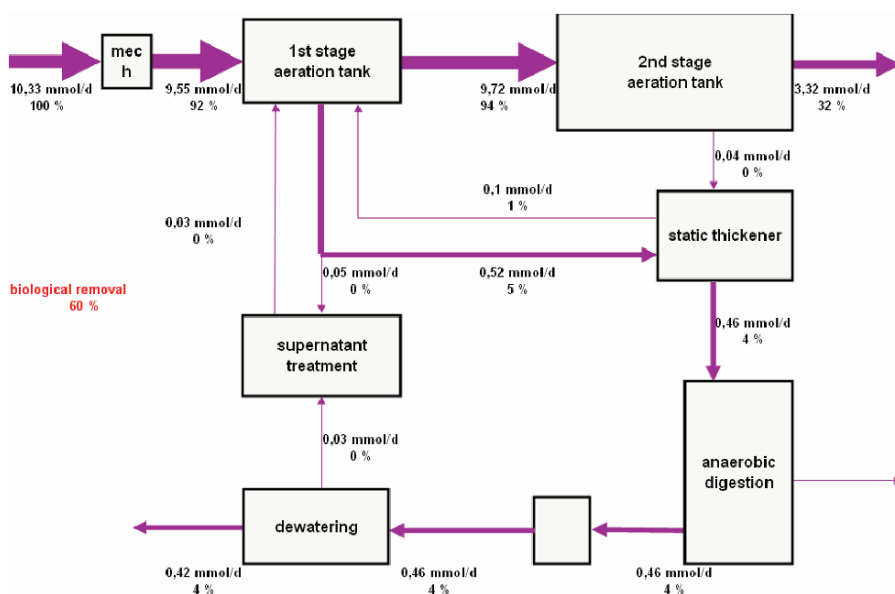 mec
h
1st stage
aeration tank
2nd stage
aeration tank
10,33 mmol/d
100 %
9,55 mmol/d
92 %
9,72 mmol/d
94 %
3,32 mmol/d
32 %
0,04 mmol/d
0 %
0,1 mmol/d
1 %
0,03 mmol/d
0 %
static thickener
0,05 mmol/d
0 %
0,52 mmol/d
5 %
biological removal
60 %
0,46 mmol/d
4 %
supernatant
treatment
0,03 mmol/d
0 %
anaerobic
digestion
dewatering
0,42 mmol/d
4 %
0,46 mmol/d
4 %
0,46 mmol/d
4 %